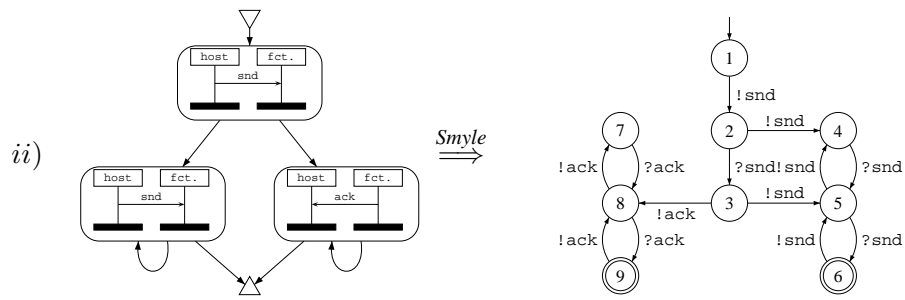 ii)
host fct.
snd
host fct.
snd
host fct.
ack
Smyle
1
!snd
2
!snd
4
7
!ack
?ack
?snd
!snd
?snd
8
!ack
3
!snd
5
!ack
?ack
!snd
?snd
9
6